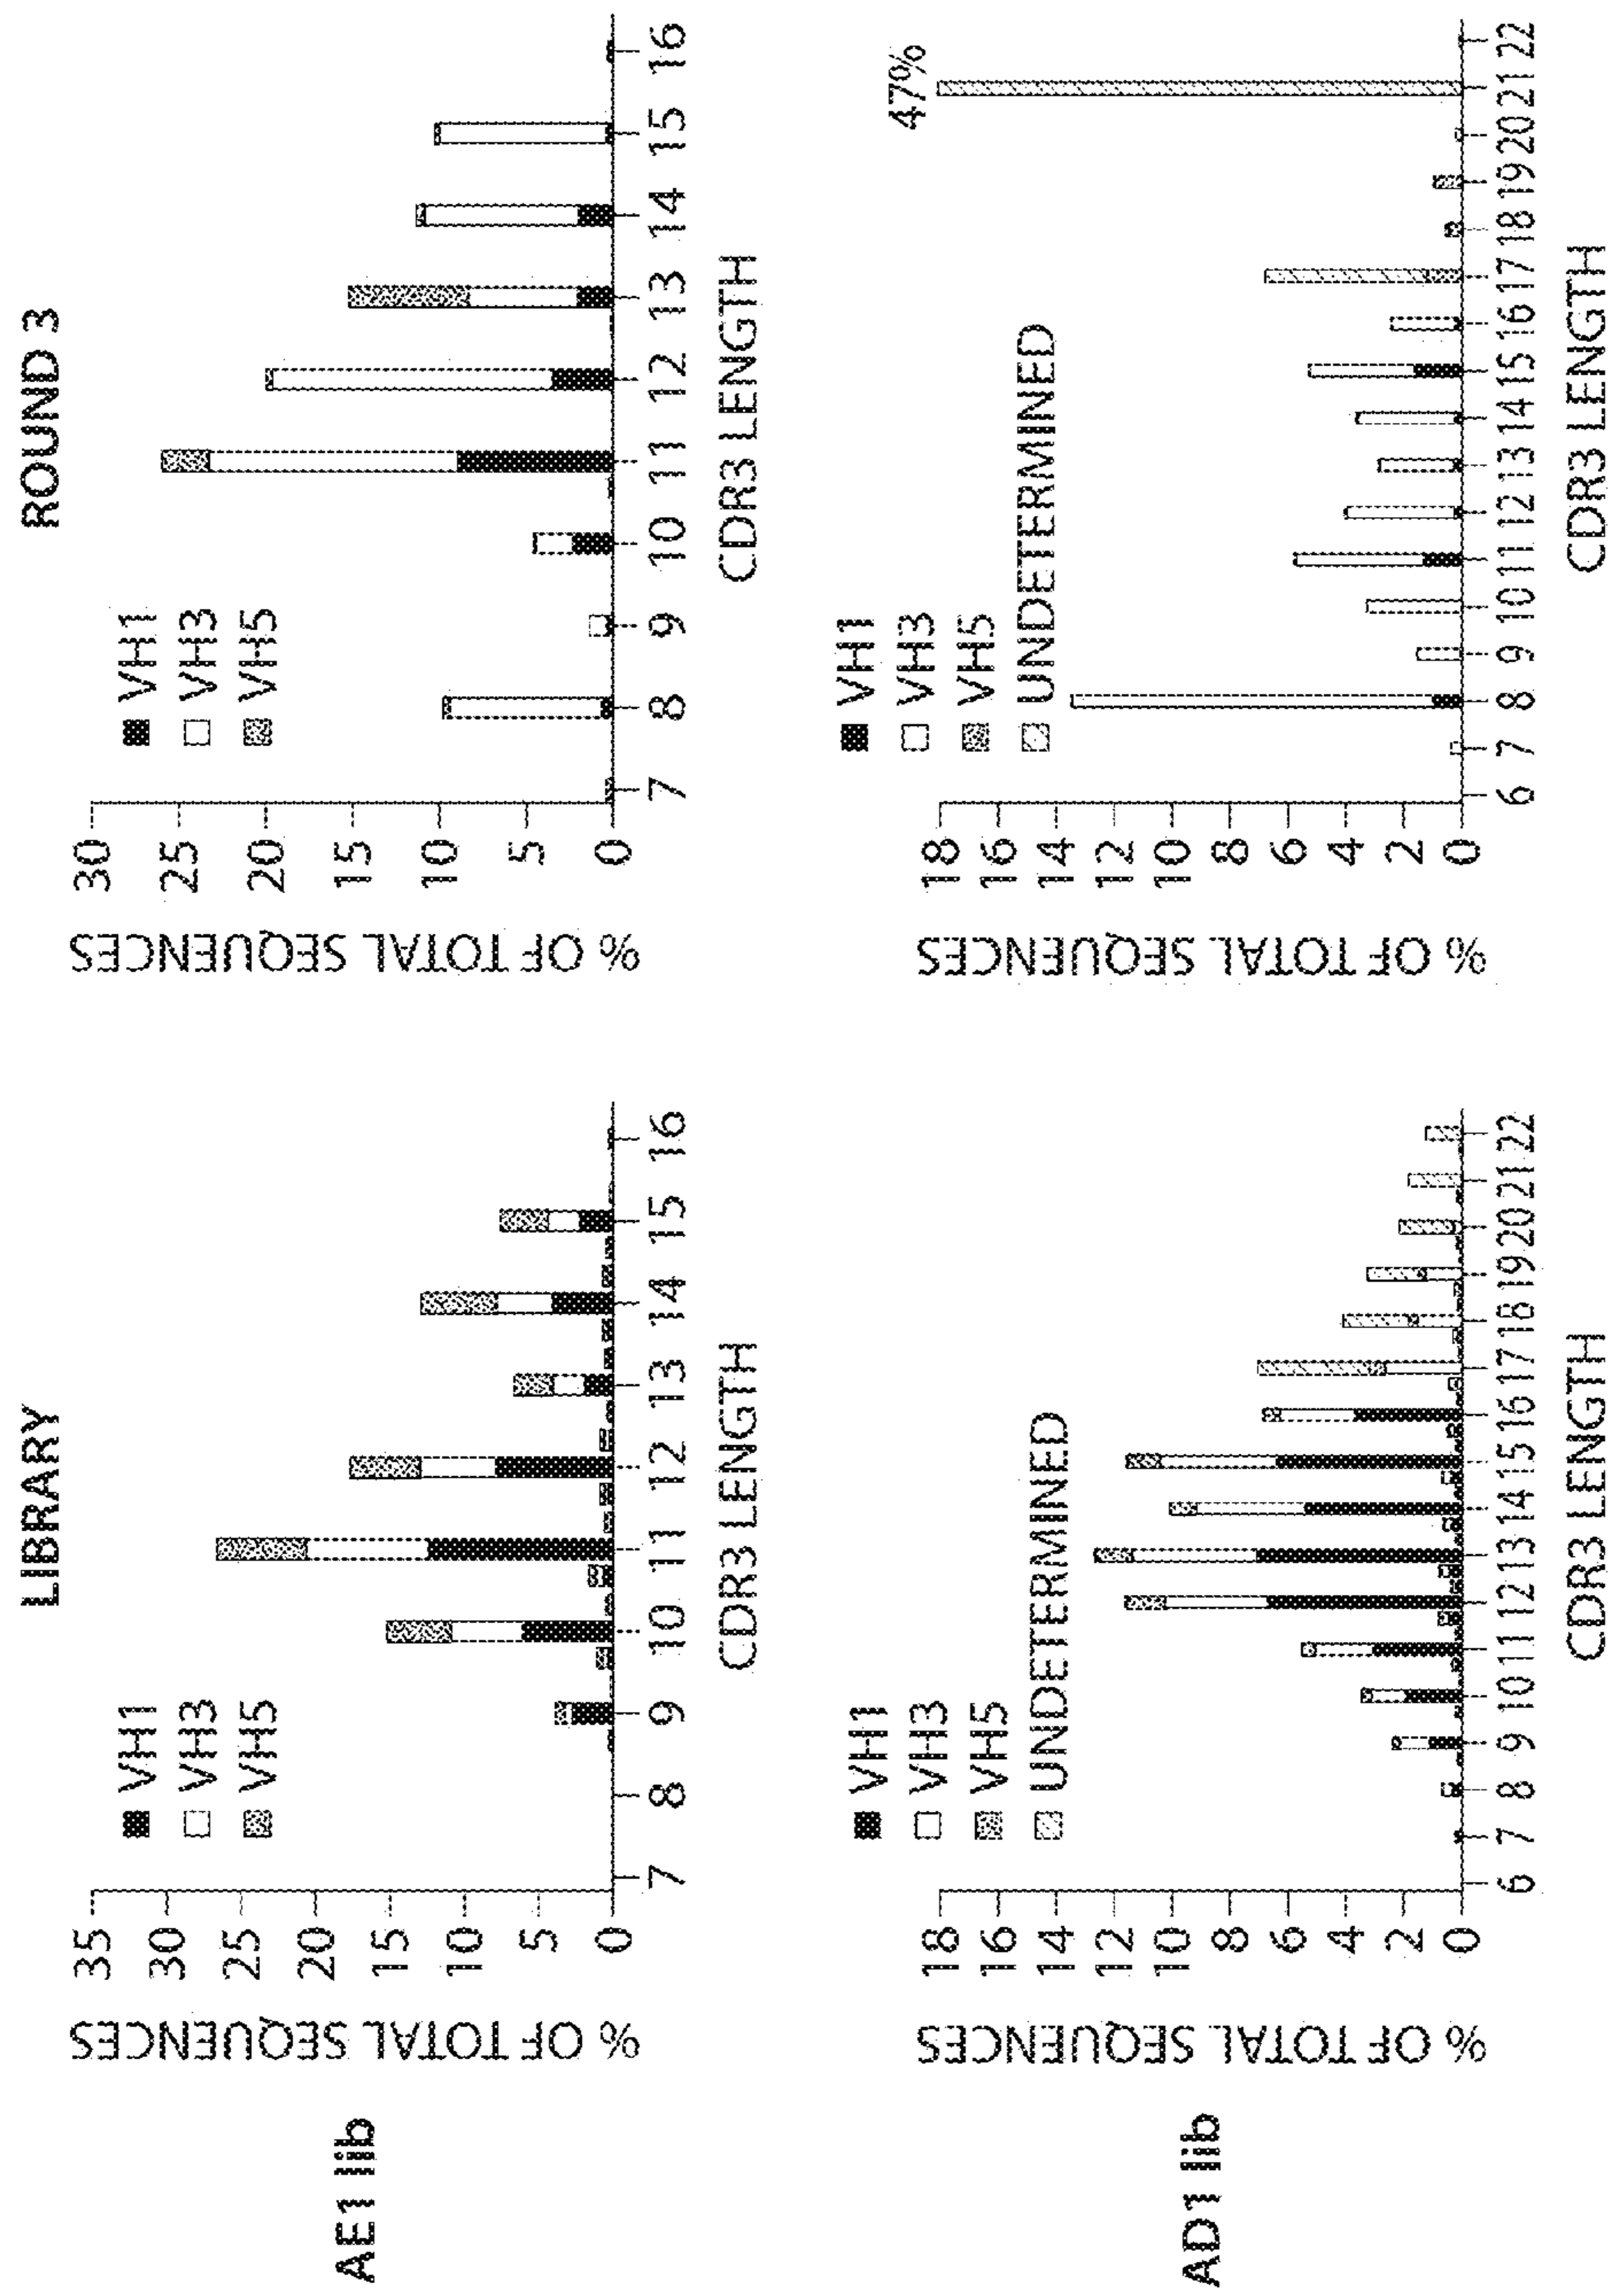 LIBRARY
ROUND 3
AE1 lib
% OF TOTAL SEQUENCES
35
30
25
20
15
10
5
0
VH1
VH3
VH5
7 8 9 10 11 12 13 14 15 16
CDR3 LENGTH
% OF TOTAL SEQUENCES
30
25
20
15
10
5
0
VH1
VH3
VH5
7 8 9 10 11 12 13 14 15 16
CDR3 LENGTH
AD1 lib
% OF TOTAL SEQUENCES
18
16
14
12
10
8
6
4
2
0
VH1
VH3
VH5
UNDETERMINED
6 7 8 9 10 11 12 13 14 15 16 17 18 19 20 21 22
CDR3 LENGTH
% OF TOTAL SEQUENCES
18
16
14
12
10
8
6
4
2
0
VH1
VH3
VH5
UNDETERMINED
47%
6 7 8 9 10 11 12 13 14 15 16 17 18 19 20 21 22
CDR3 LENGTH